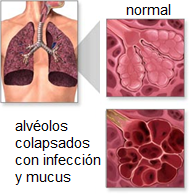 normal
alvéolos
colapsados
con infección
y mucus